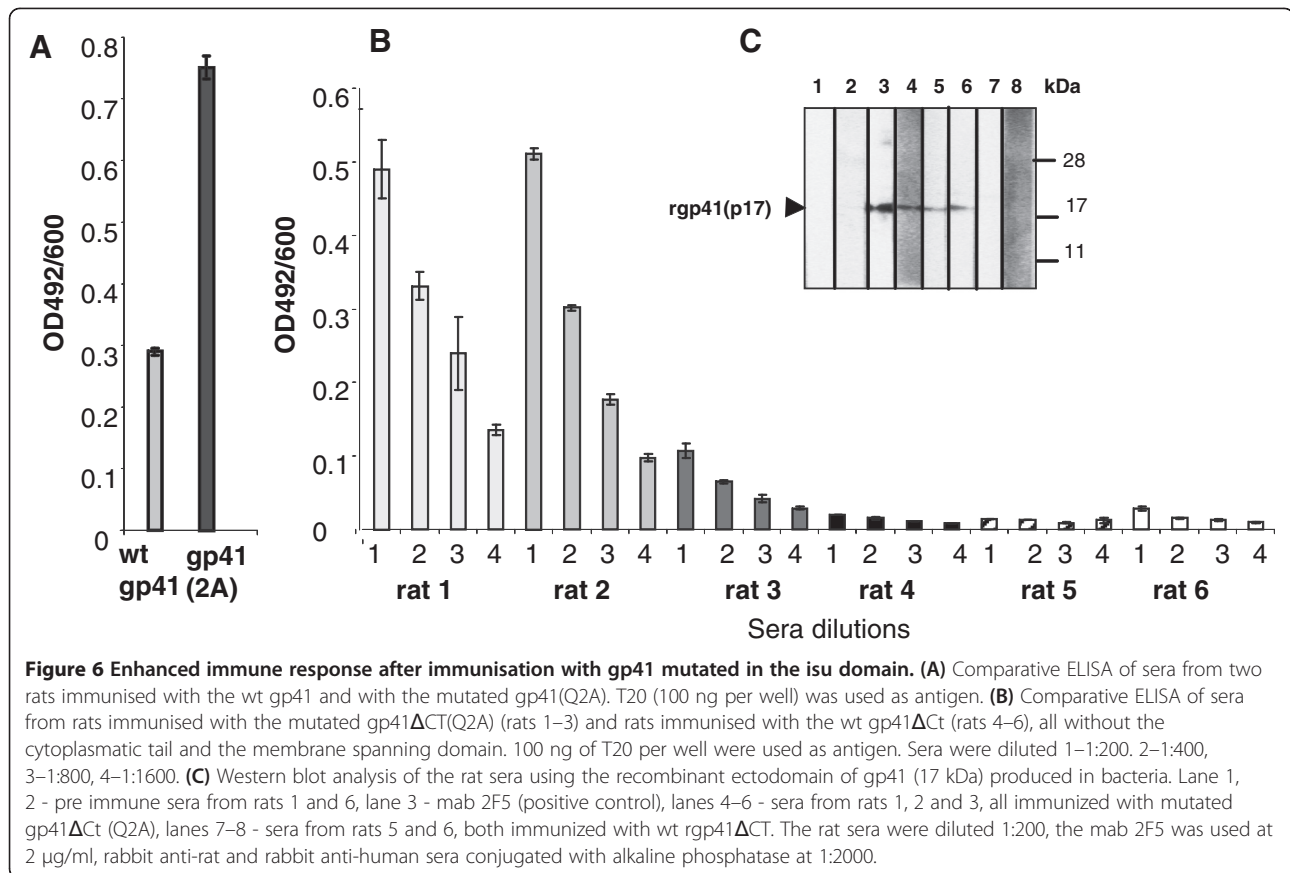 A
B
C
0.8
0.7
0.6
0.5
0.4
0.3
0.2
0.1
0
OD492/600
wt gp41
gp41 (2A)
0.6
0.5
0.4
0.3
0.2
0.1
0
OD492/600
1 2 3 4 5 6 7 8 kDa
28
rgp41(p17)
17
11
1 2 3 4 1 2 3 4 1 2 3 4 1 2 3 4 1 2 3 4 1 2 3 4
rat 1 rat 2 rat 3 rat 4 rat 5 rat 6
Sera dilutions
Figure 6 Enhanced immune response after immunisation with gp41 mutated in the isu domain. (A) Comparative ELISA of sera from two
rats immunised with the wt gp41 and with the mutated gp41(Q2A). T20 (100 ng per well) was used as antigen. (B) Comparative ELISA of sera
from rats immunised with the mutated gp41ΔCT(Q2A) (rats 1–3) and rats immunised with the wt gp41ΔCt (rats 4–6), all without the
cytoplasmatic tail and the membrane spanning domain. 100 ng of T20 per well were used as antigen. Sera were diluted 1–1:200. 2–1:400,
3–1:800, 4–1:1600. (C) Western blot analysis of the rat sera using the recombinant ectodomain of gp41 (17 kDa) produced in bacteria. Lane 1,
2 - pre immune sera from rats 1 and 6, lane 3 - mab 2F5 (positive control), lanes 4–6 - sera from rats 1, 2 and 3, all immunized with mutated
gp41ΔCt (Q2A), lanes 7–8 - sera from rats 5 and 6, both immunized with wt rgp41ΔCT. The rat sera were diluted 1:200, the mab 2F5 was used at
2 μg/ml, rabbit anti-rat and rabbit anti-human sera conjugated with alkaline phosphatase at 1:2000.